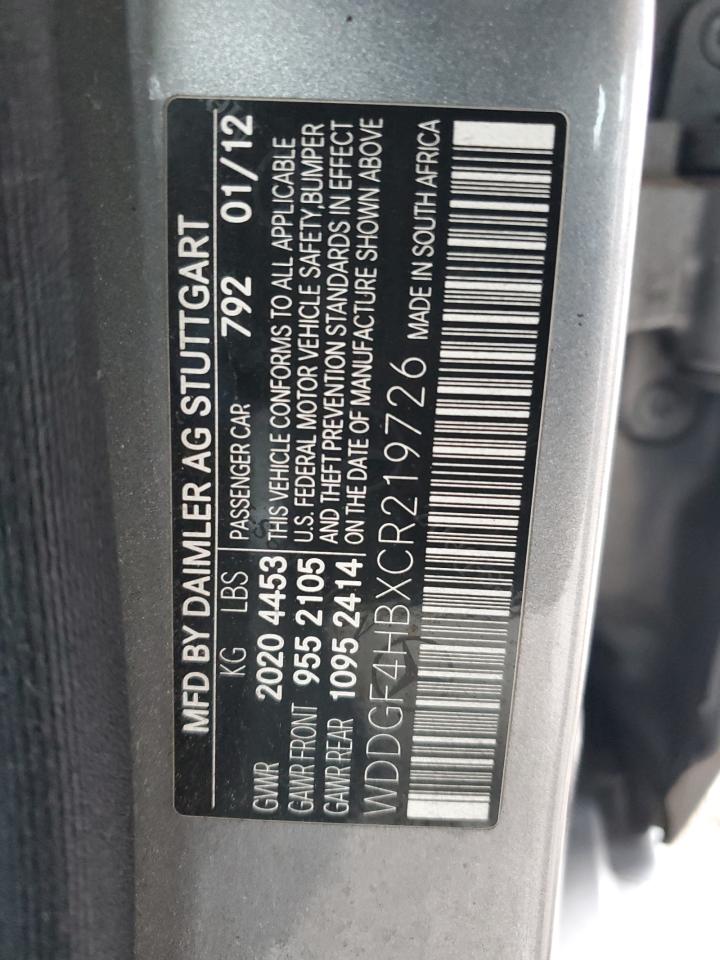 MFD BY DAIMLER AG STUTTGART
KG LBS PASSENGER CAR 792 01/12
GWR 2020 4453 THIS VEHICLE CONFORMS TO ALL APPLICABLE
GAWR FRONT 955 2105 U.S. FEDERAL MOTOR VEHICLE SAFETY, BUMPER
GAWR REAR 1095 2414 AND THEFT PREVENTION STANDARDS IN EFFECT
ON THE DATE OF MANUFACTURE SHOWN ABOVE
WDDGF4HBXCR219726 MADE IN SOUTH AFRICA